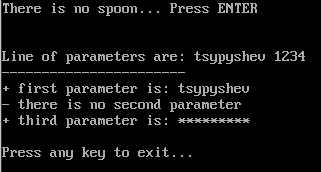 There is no spoon... Press ENTER
Line of parameters are: tsypyshev 1234
-----------------------
+ first parameter is: tsypyshev
- there is no second parameter
+ third parameter is: *********
Press any key to exit...